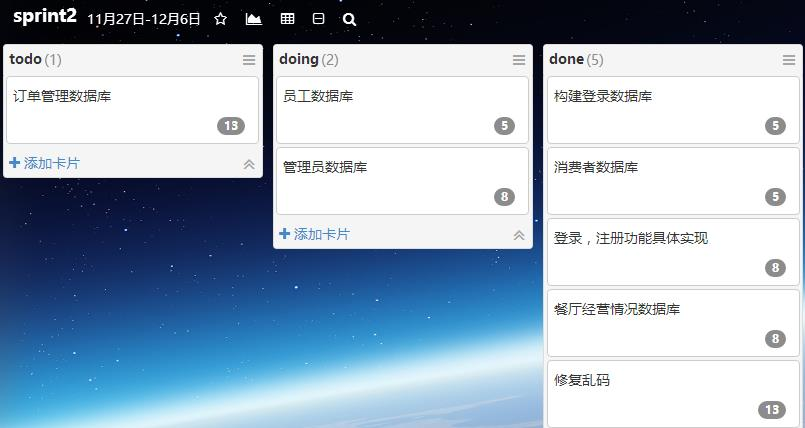 sprint2 11月27日-12月6日
todo(1)
订单管理数据库
13
添加卡片
doing(2)
员工数据库
5
管理员数据库
8
添加卡片
done(5)
构建登录数据库
5
消费者数据库
5
登录，注册功能具体实现
8
餐厅经营情况数据库
8
修复乱码
13